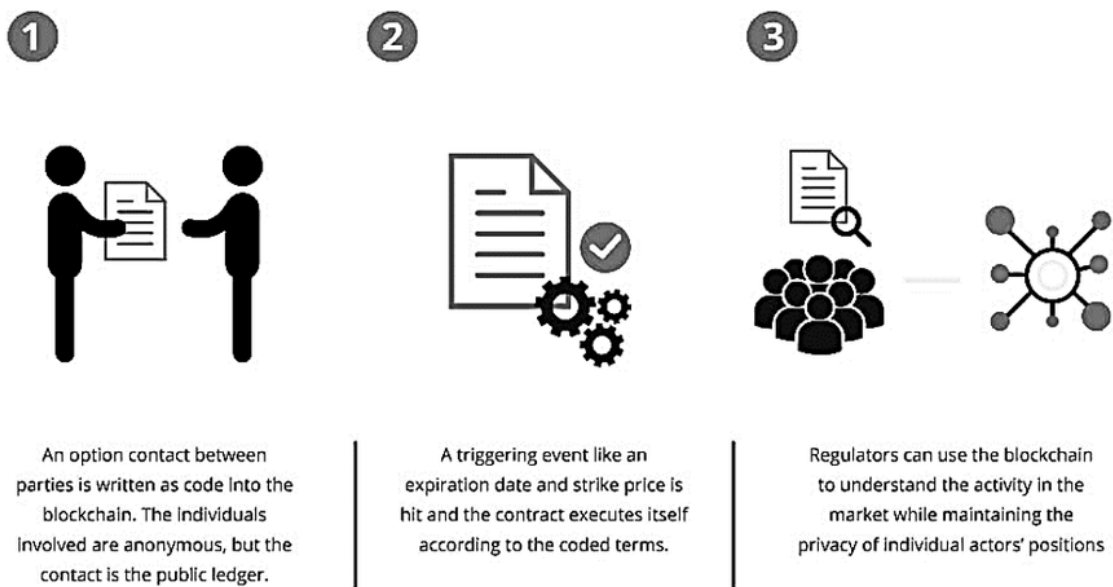 1
2
3
An option contact between
parties is written as code into the
blockchain. The individuals
involved are anonymous, but the
contact is the public ledger.
A triggering event like an
expiration date and strike price is
hit and the contract executes itself
according to the coded terms.
Regulators can use the blockchain
to understand the activity in the
market while maintaining the
privacy of individual actors' positions